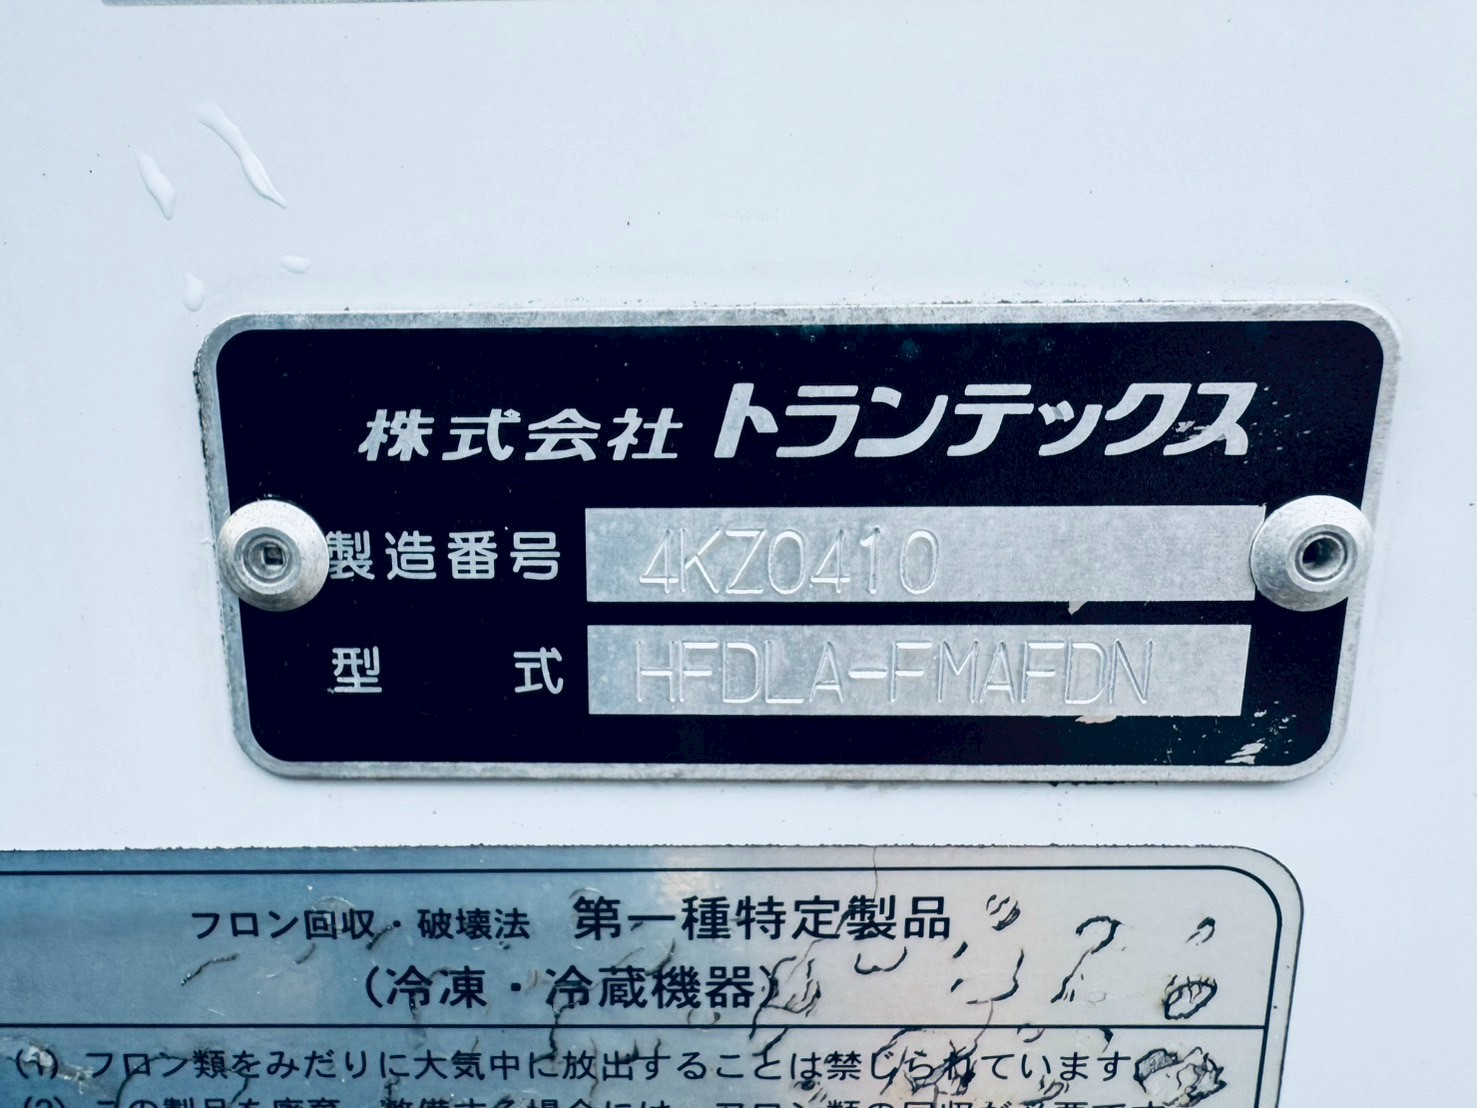 株式会社 トランテックス
製造番号 4KZ0410
型式 HFDLA-FMAFDN
フロン回収・破壊法 第一種特定製品
(冷凍・冷蔵機器)
(1) フロン類をみだりに大気中に放出することは禁じられています。